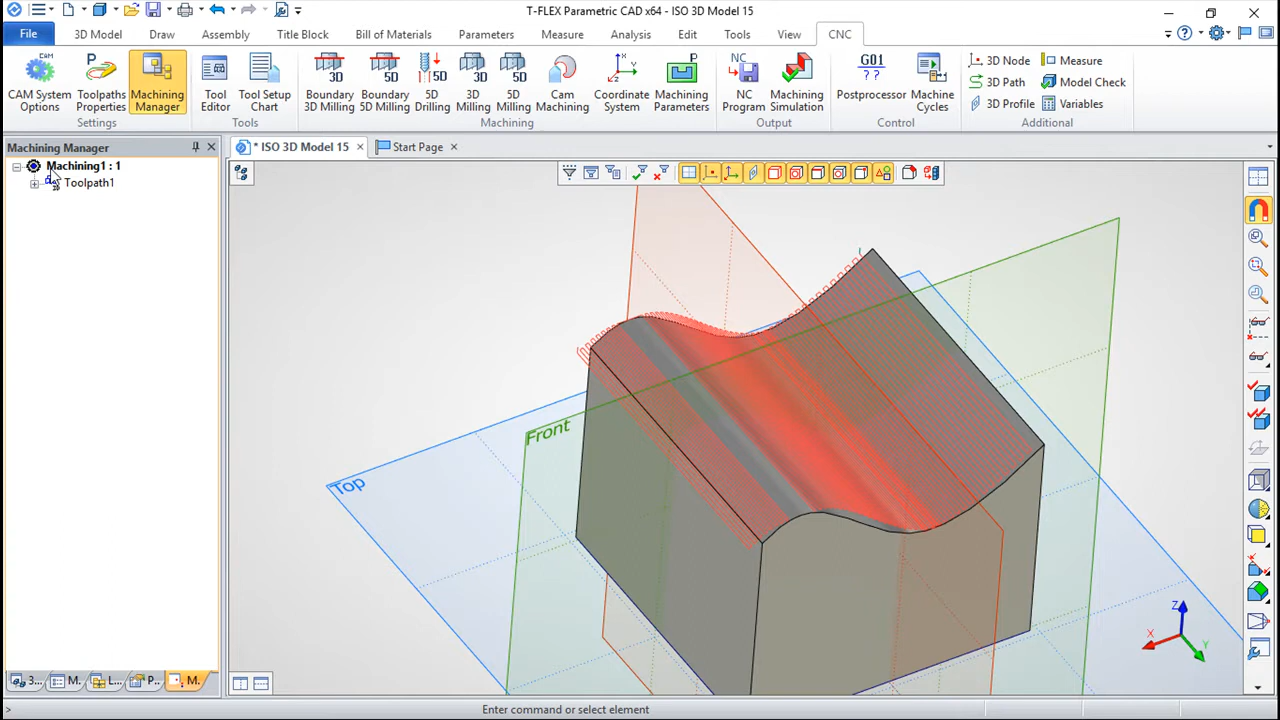 T-FLEX Parametric CAD x64 - ISO 3D Model 15
File
3D Model
Draw
Assembly
Title Block
Bill of Materials
Parameters
Measure
Analysis
Edit
Tools
View
CNC
CAM System Options
Toolpaths Properties
Machining Manager
Settings
Tool Editor
Tool Setup Chart
Tools
Boundary 3D Milling
Boundary 5D Milling
5D Drilling
3D Milling
5D Milling
Cam Machining
Coordinate System
Machining Parameters
Machining
NC Program
Machining Simulation
Output
G01
??
Postprocessor
Machine Cycles
Control
3D Node
Measure
3D Path
Model Check
3D Profile
Variables
Additional
Machining Manager
* ISO 3D Model 15
Start Page
Machining1 : 1
Toolpath1
Front
Top
Z
X
Y
3...
M.
L...
P..
M.
> Enter command or select element